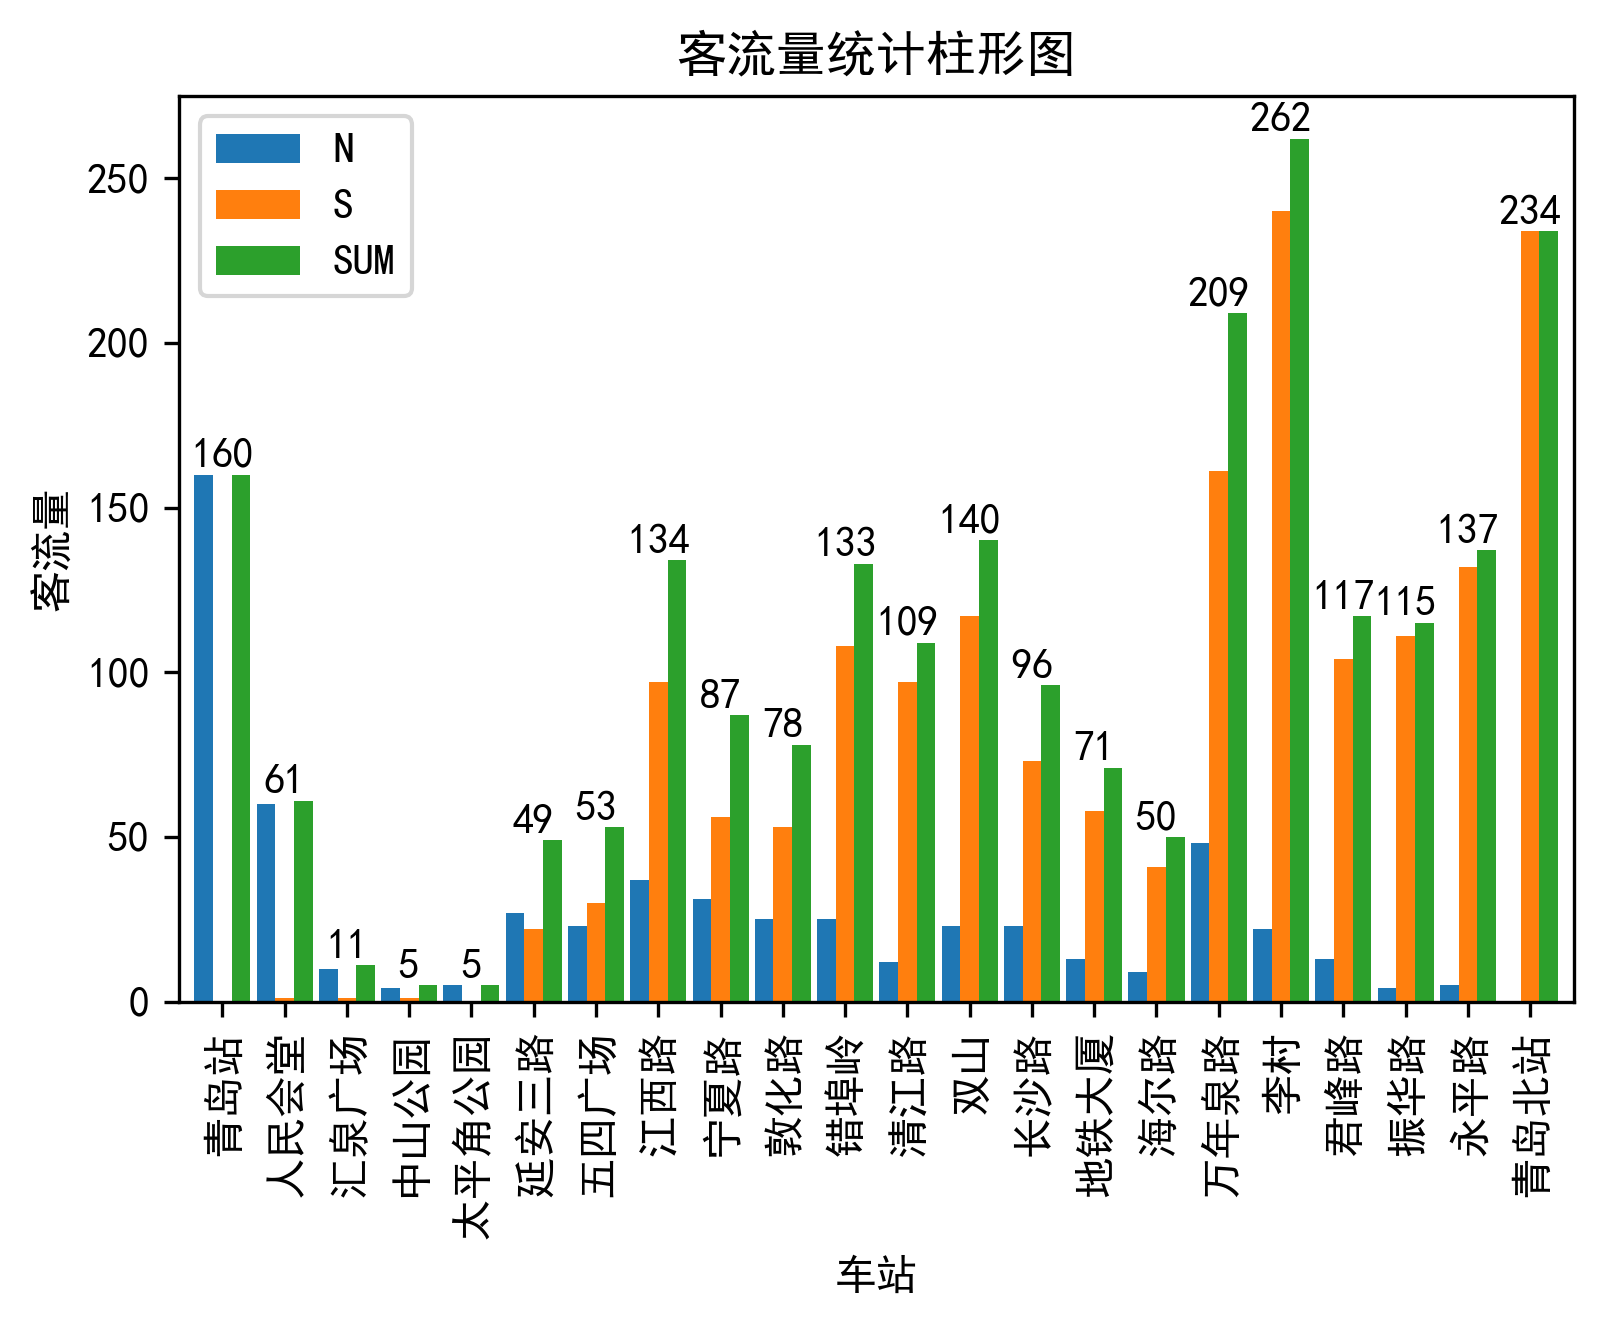 客流量统计柱形图
N
S
SUM
客流量
250
200
150
100
50
0
160
61
11
5
5
49
53
134
87
78
133
109
140
96
71
50
209
262
117
115
137
234
青岛站
人民会堂
汇泉广场
中山公园
太平角公园
延安三路
五四广场
江西路
宁夏路
敦化路
错埠岭
清江路
双山
长沙路
地铁大厦
海尔路
万年泉路
李村
君峰路
振华路
永平路
青岛北站
车站